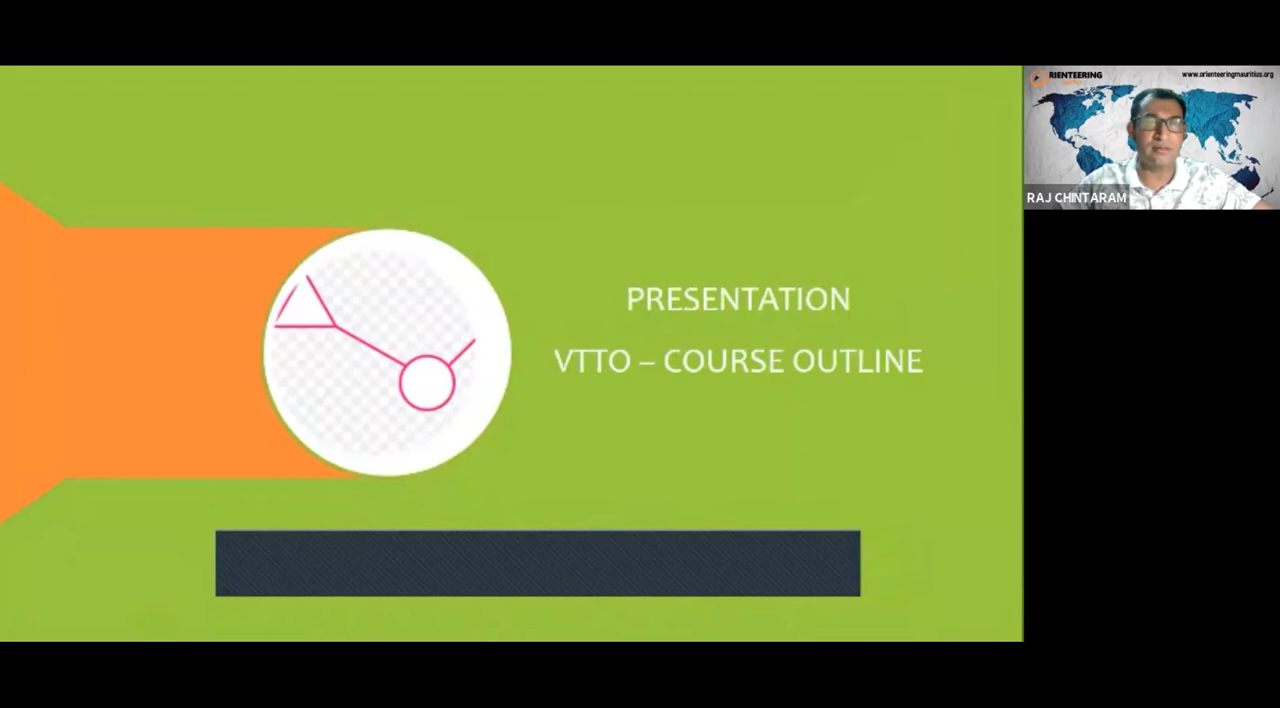 PRESENTATION
VTTO – COURSE OUTLINE
RIENTEERING
www.orienteeringmauritius.org
RAJ CHINTARAM